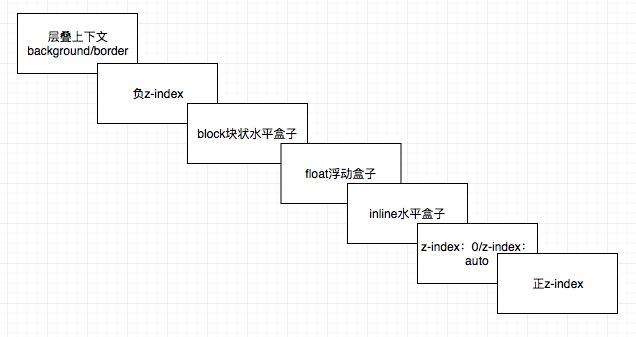 层叠上下文
background/border
负z-index
block块状水平盒子
float浮动盒子
inline水平盒子
z-index：0/z-index：
auto
正z-index